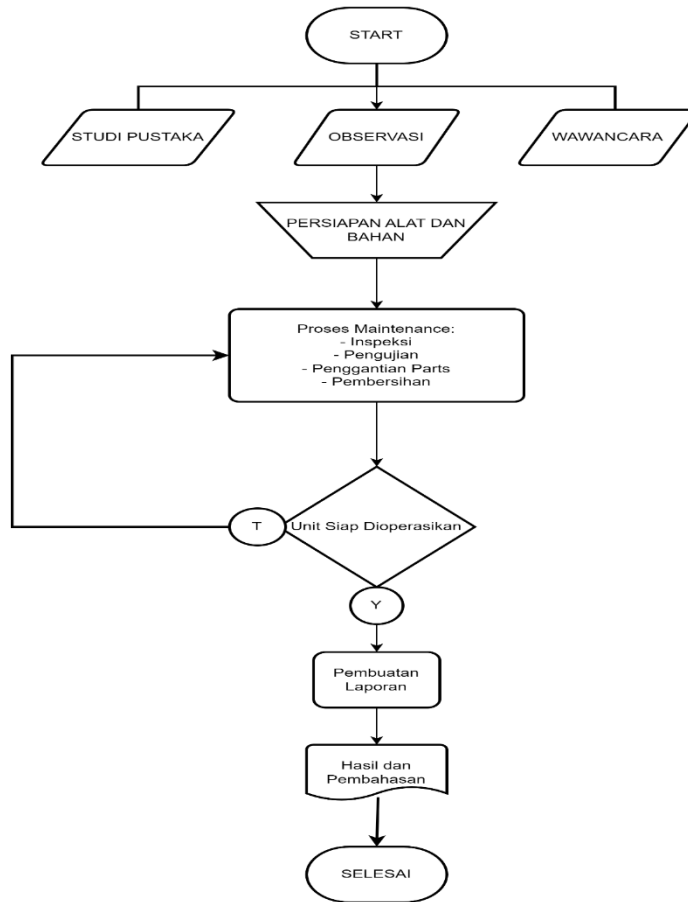 START
STUDI PUSTAKA
OBSERVASI
WAWANCARA
PERSIAPAN ALAT DAN
BAHAN
Proses Maintenance:
- Inspeksi
- Pengujian
- Penggantian Parts
- Pembersihan
T
Unit Siap Dioperasikan
Y
Pembuatan
Laporan
Hasil dan
Pembahasan
SELESAI